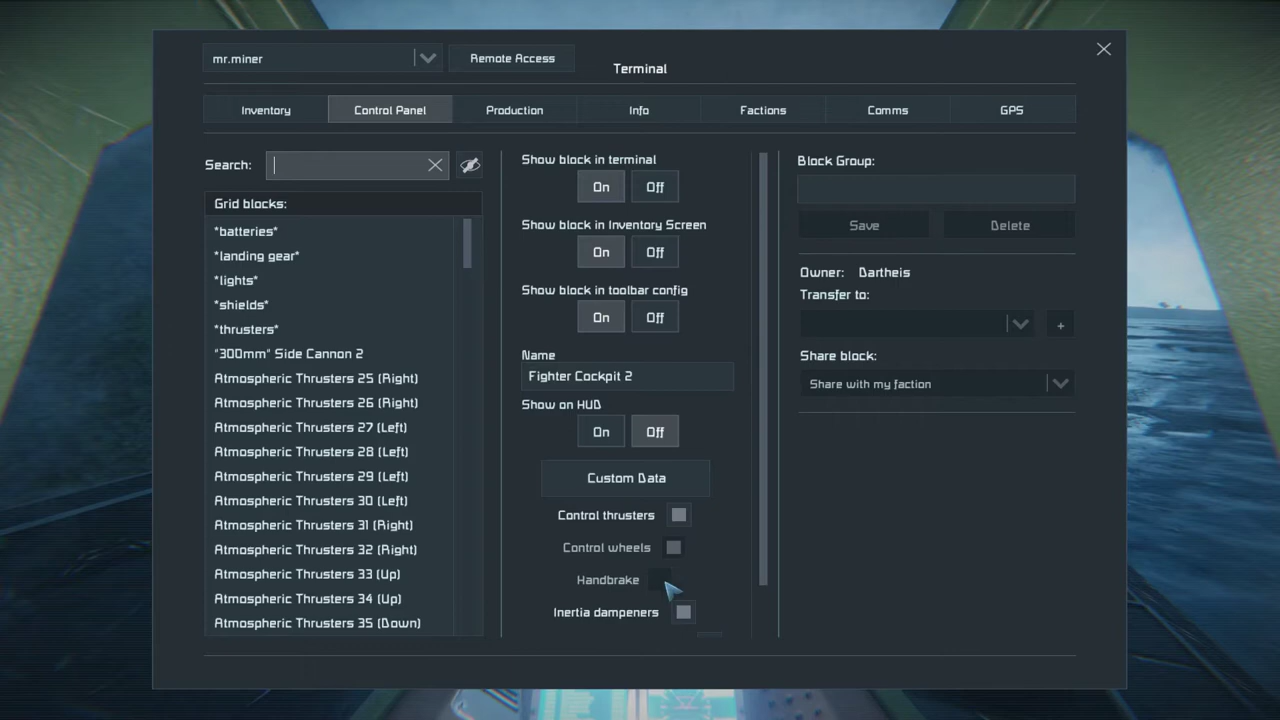 mr.miner
Remote Access
Terminal
Inventory
Control Panel
Production
Info
Factions
Comms
GPS
Search:
Grid blocks:
*batteries*
*landing gear*
*lights*
*shields*
*thrusters*
"300mm" Side Cannon 2
Atmospheric Thrusters 25 (Right)
Atmospheric Thrusters 26 (Right)
Atmospheric Thrusters 27 (Left)
Atmospheric Thrusters 28 (Left)
Atmospheric Thrusters 29 (Left)
Atmospheric Thrusters 30 (Left)
Atmospheric Thrusters 31 (Right)
Atmospheric Thrusters 32 (Right)
Atmospheric Thrusters 33 (Up)
Atmospheric Thrusters 34 (Up)
Atmospheric Thrusters 35 (Down)
Show block in terminal
On Off
Show block in Inventory Screen
On Off
Show block in toolbar config
On Off
Name
Fighter Cockpit 2
Show on HUD
On Off
Custom Data
Control thrusters
Control wheels
Handbrake
Inertia dampeners
Block Group:
Save Delete
Owner: Dartheis
Transfer to:
+
Share block:
Share with my faction